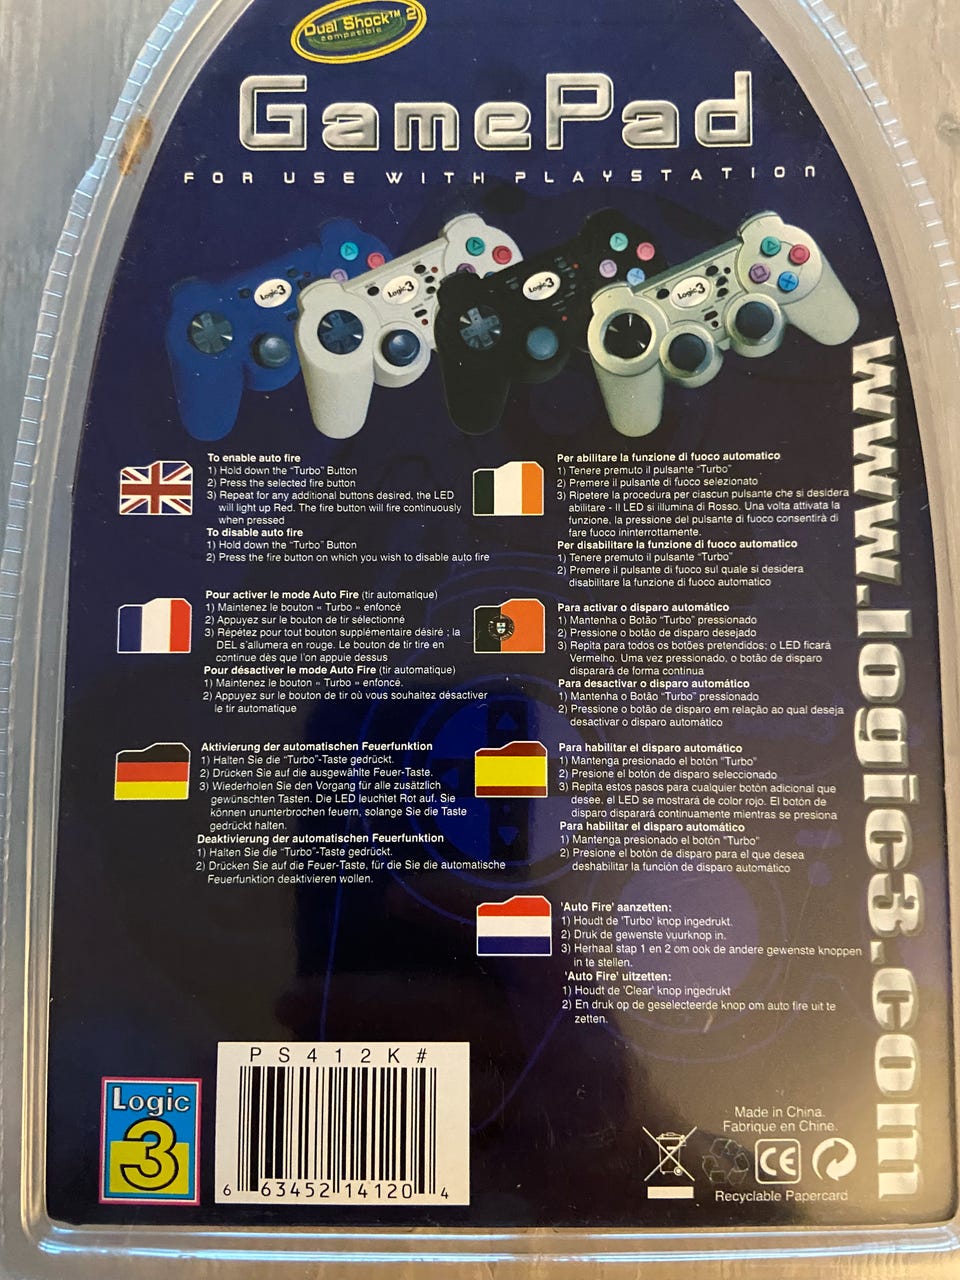 Dual Shock™ 2
compatible
GamePad
FOR USE WITH PLAYSTATION
Logic3
Logic3
Logic3
Logic3
www.logic3.com
To enable auto fire
1) Hold down the "Turbo" Button
2) Press the selected fire button
3) Repeat for any additional buttons desired, the LED
will light up Red. The fire button will fire continuously
when pressed
To disable auto fire
1) Hold down the "Turbo" Button
2) Press the fire button on which you wish to disable auto fire
Pour activer le mode Auto Fire (tir automatique)
1) Maintenez le bouton « Turbo » enfoncé
2) Appuyez sur le bouton de tir sélectionné
3) Répétez pour tout bouton supplémentaire désiré ; la
DEL s'allumera en rouge. Le bouton de tir tire en
continue dès que l'on appuie dessus
Pour désactiver le mode Auto Fire (tir automatique)
1) Maintenez le bouton « Turbo » enfoncé.
2) Appuyez sur le bouton de tir où vous souhaitez désactiver
le tir automatique
Aktivierung der automatischen Feuerfunktion
1) Halten Sie die "Turbo"-Taste gedrückt.
2) Drücken Sie auf die ausgewählte Feuer-Taste.
3) Wiederholen Sie den Vorgang für alle zusätzlich
gewünschten Tasten. Die LED leuchtet Rot auf. Sie
können ununterbrochen feuern, solange Sie die Taste
gedrückt halten.
Deaktivierung der automatischen Feuerfunktion
1) Halten Sie die "Turbo"-Taste gedrückt.
2) Drücken Sie auf die Feuer-Taste, für die Sie die automatische
Feuerfunktion deaktivieren wollen.
Per abilitare la funzione di fuoco automatico
1) Tenere premuto il pulsante "Turbo"
2) Premere il pulsante di fuoco selezionato
3) Ripetere la procedura per ciascun pulsante che si desidera
abilitare - Il LED si illumina di Rosso. Una volta attivata la
funzione, la pressione del pulsante di fuoco consentirà di
fare fuoco ininterrottamente.
Per disabilitare la funzione di fuoco automatico
1) Tenere premuto il pulsante "Turbo"
2) Premere il pulsante di fuoco sul quale si desidera
disabilitare la funzione di fuoco automatico
Para activar o disparo automático
1) Mantenha o Botão "Turbo" pressionado
2) Pressione o botão de disparo desejado
3) Repita para todos os botões pretendidos; o LED ficará
Vermelho. Uma vez pressionado, o botão de disparo
disparará de forma contínua
Para desactivar o disparo automático
1) Mantenha o Botão "Turbo" pressionado
2) Pressione o botão de disparo em relação ao qual deseja
desactivar o disparo automático
Para habilitar el disparo automático
1) Mantenga presionado el botón "Turbo"
2) Presione el botón de disparo seleccionado
3) Repita estos pasos para cualquier botón adicional que
desee, el LED se mostrará de color rojo. El botón de
disparo disparará continuamente mientras se presiona
Para habilitar el disparo automático
1) Mantenga presionado el botón "Turbo"
2) Presione el botón de disparo para el que desea
deshabilitar la función de disparo automático
'Auto Fire' aanzetten:
1) Houdt de 'Turbo' knop ingedrukt.
2) Druk de gewenste vuurknop in.
3) Herhaal stap 1 en 2 om ook de andere gewenste knoppen
in te stellen.
'Auto Fire' uitzetten:
1) Houdt de 'Clear' knop ingedrukt
2) En druk op de geselecteerde knop om auto fire uit te
zetten.
PS412K#
6 63452 14120 4
Logic
3
Made in China.
Fabrique en Chine.
CE
Recyclable Papercard